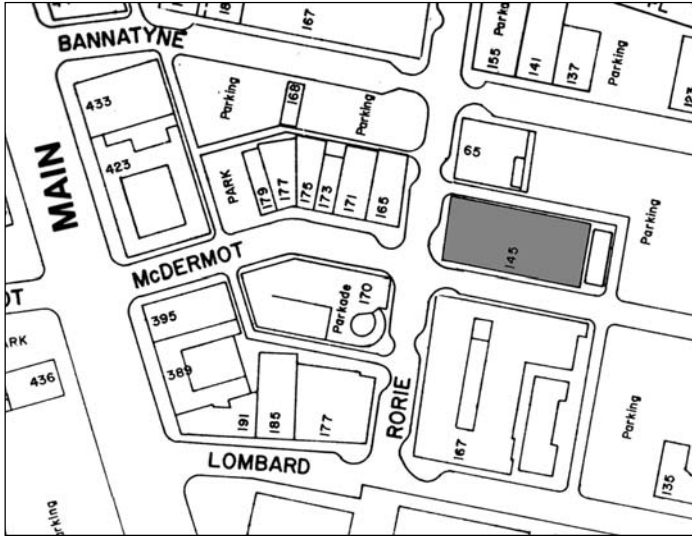 167
BANNATYNE
Parking
155
141
137
Parking
433
Parking
168
Parking
65
423
MAIN
PARK
179
177
175
173
171
165
145
Parking
McDERMOT
170
Parkade
395
389
436
191
185
177
RORIE
167
Parking
135
LOMBARD